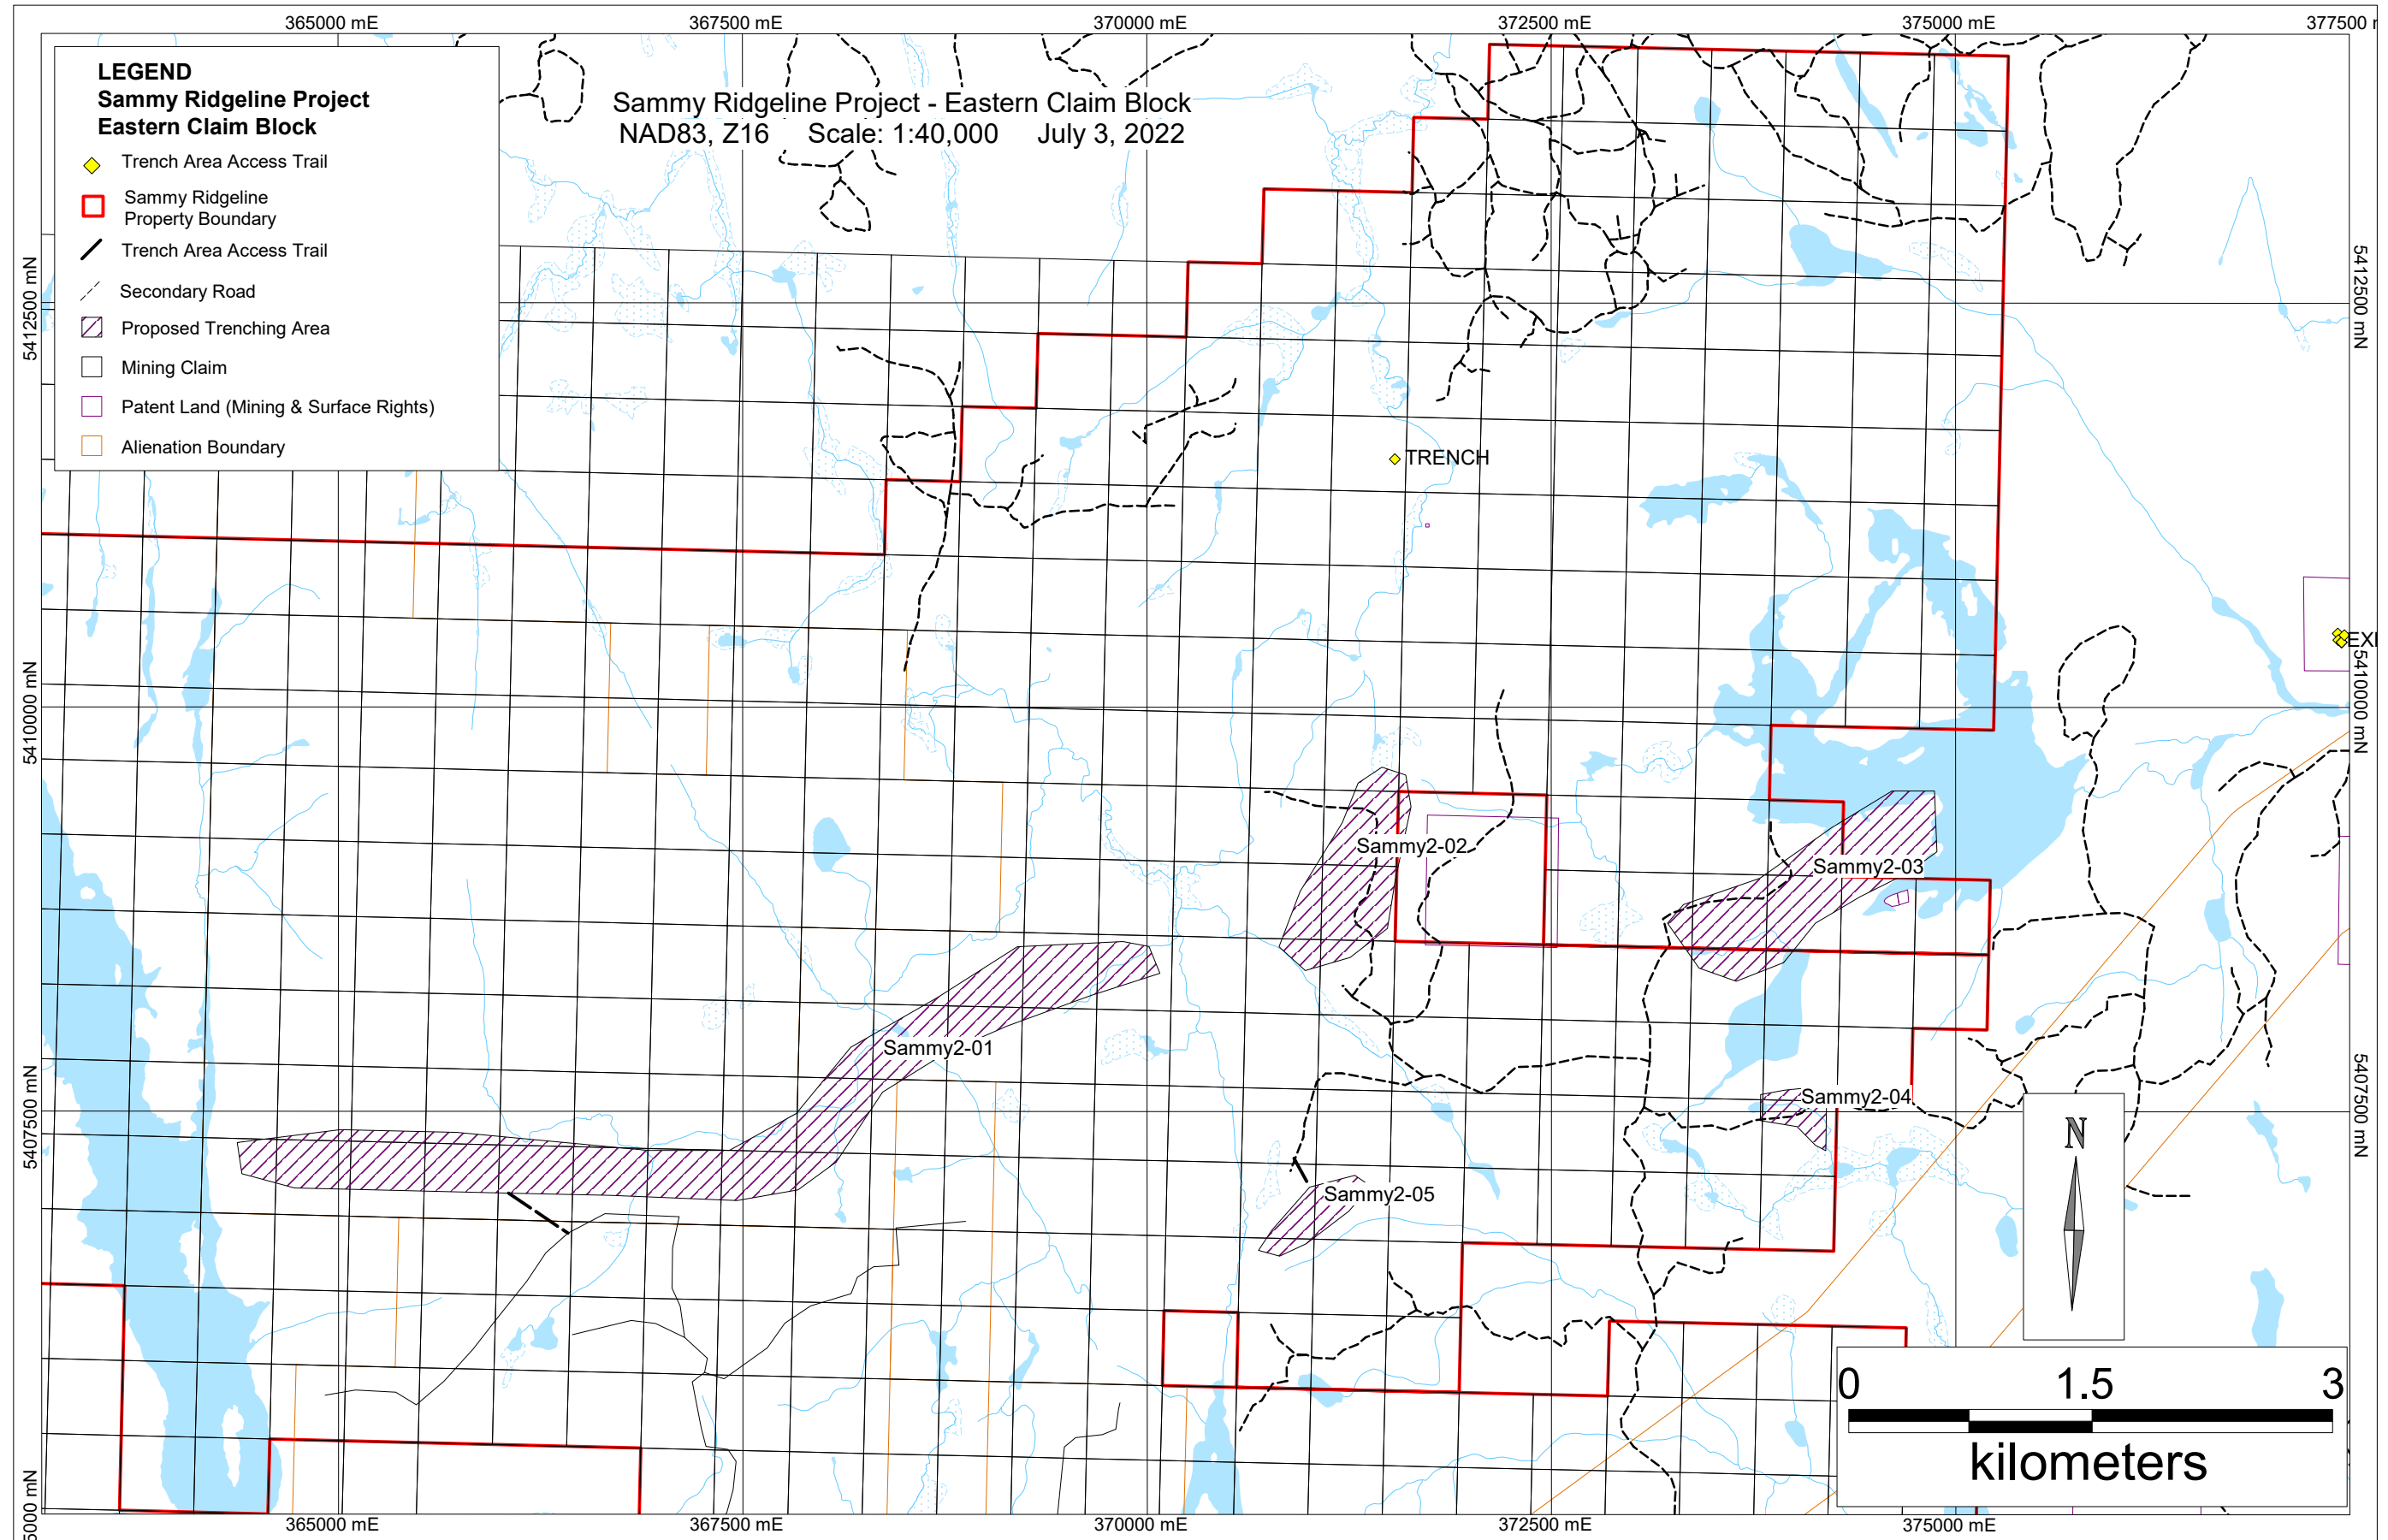 365000 mE
367500 mE
370000 mE
372500 mE
375000 mE
377500
LEGEND
Sammy Ridgeline Project
Eastern Claim Block
Trench Area Access Trail
Sammy Ridgeline
Property Boundary
Trench Area Access Trail
Secondary Road
Proposed Trenching Area
Mining Claim
Patent Land (Mining & Surface Rights)
Alienation Boundary
Sammy Ridgeline Project - Eastern Claim Block
NAD83, Z16 Scale: 1:40,000 July 3, 2022
5412500 mN
5412500 mN
TRENCH
EXI
5410000 mN
5410000 mN
Sammy2-02
Sammy2-03
Sammy2-01
Sammy2-04
5407500 mN
5407500 mN
Sammy2-05
N
0 1.5 3
kilometers
5000 mN
365000 mE
367500 mE
370000 mE
372500 mE
375000 mE